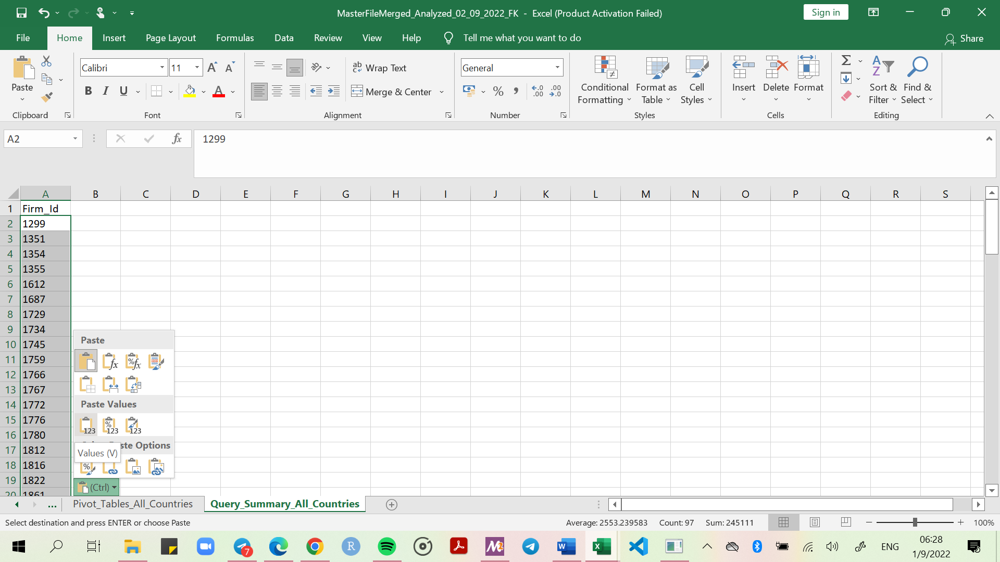 MasterFileMerged_Analyzed_02_09_2022_FK - Excel (Product Activation Failed)
Sign in
File Home Insert Page Layout Formulas Data Review View Help Tell me what you want to do Share
Paste
Clipboard
Calibri 11
B I U
Font
Wrap Text
Merge & Center
Alignment
General
% , .00 .0
Number
Conditional Formatting
Format as Table
Cell Styles
Styles
Insert Delete Format
Cells
Sort & Filter
Find & Select
Editing
A2 fx 1299
A B C D E F G H I J K L M N O P Q R S
1 Firm_Id
2 1299
3 1351
4 1354
5 1355
6 1612
7 1687
8 1729
9 1734
10 1745
11 1759
12 1766
13 1767
14 1772
15 1776
16 1780
17 1812
18 1816
19 1822
20 1861
Paste
Paste Values
Paste Options
Values (V)
(Ctrl)
... Pivot_Tables_All_Countries Query_Summary_All_Countries
Select destination and press ENTER or choose Paste Average: 2553.239583 Count: 97 Sum: 245111 100%
7 ENG 06:28
1/9/2022